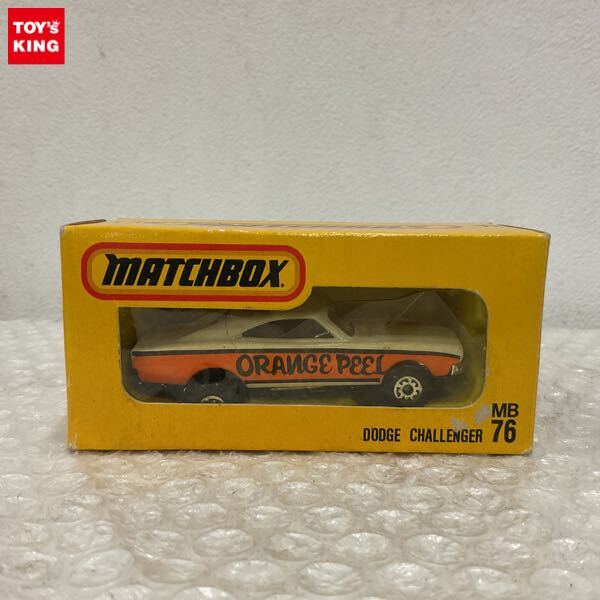 TOY's
KING
MATCHBOX
ORANGE PEEL
MB
DODGE CHALLENGER 76